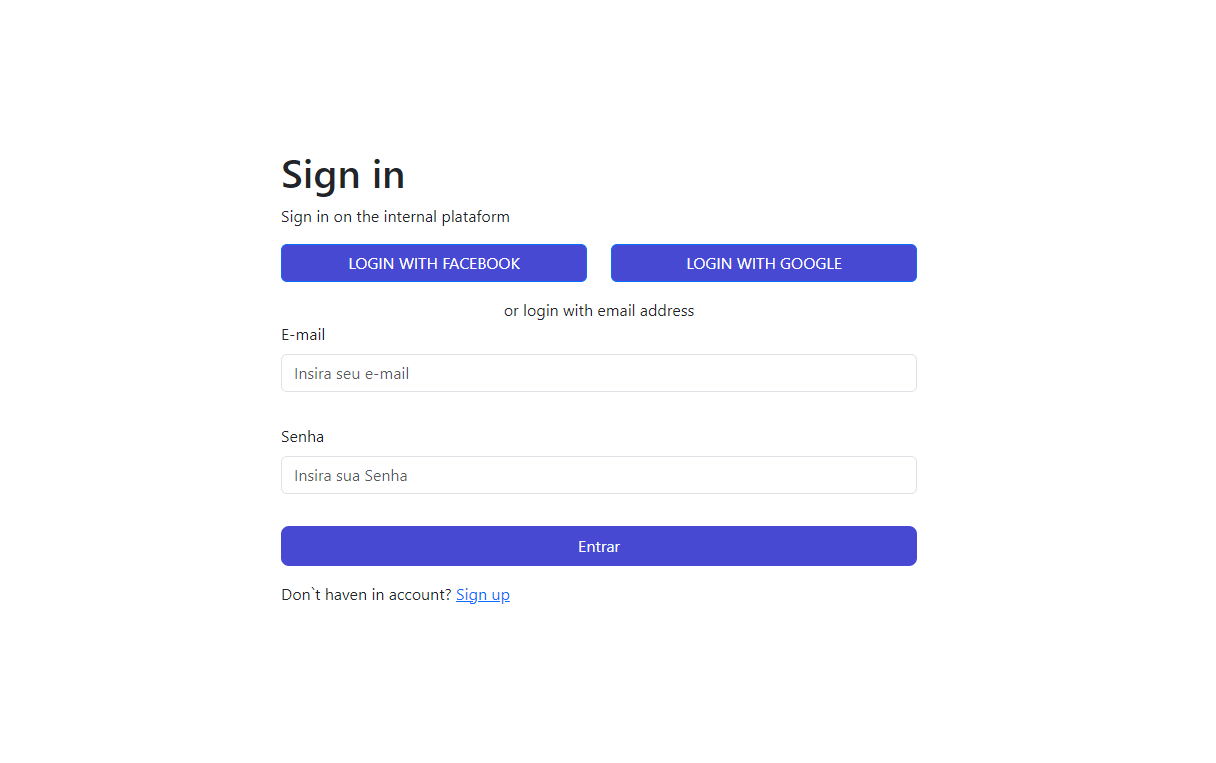 Sign in
Sign in on the internal plataform
LOGIN WITH FACEBOOK LOGIN WITH GOOGLE
or login with email address
E-mail
Insira seu e-mail
Senha
Insira sua Senha
Entrar
Don`t haven in account? Sign up